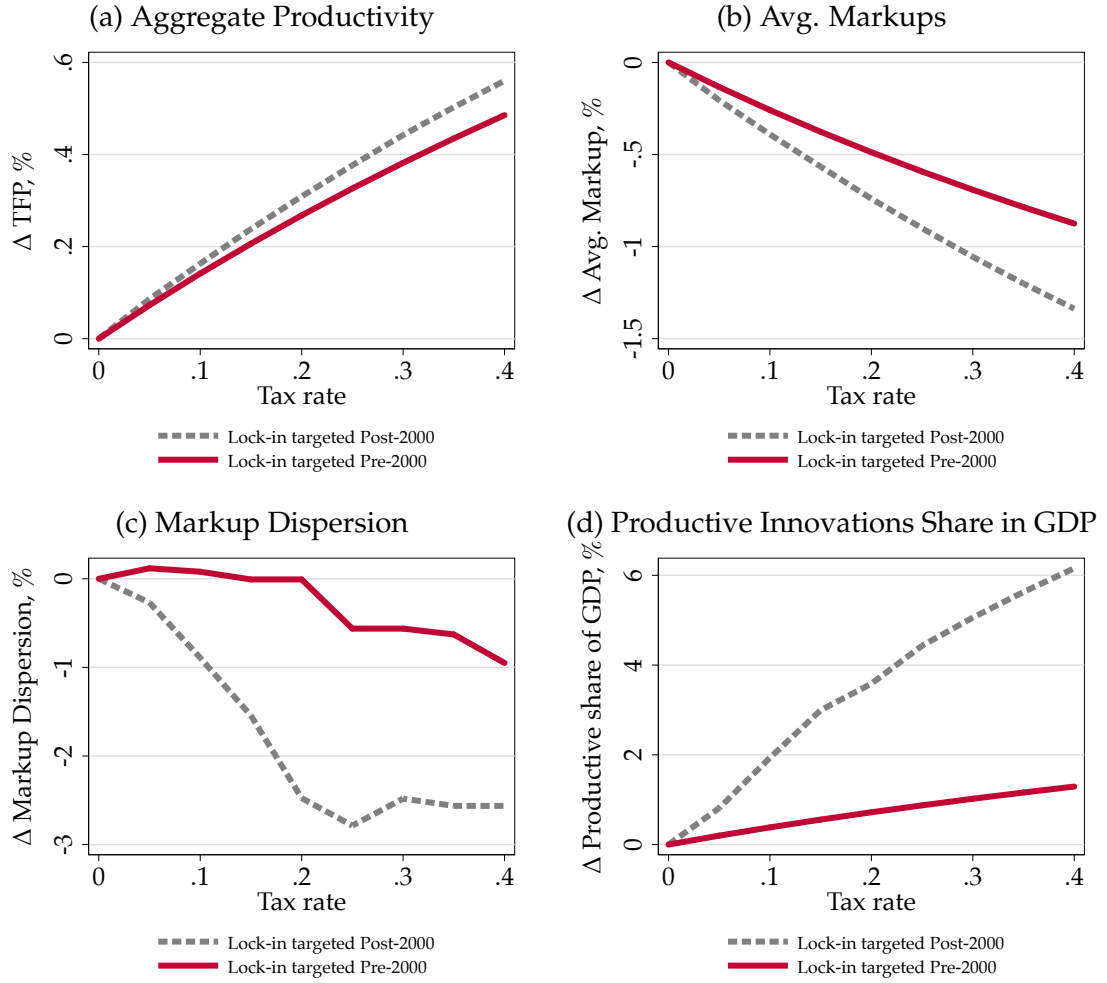 (a) Aggregate Productivity
Δ TFP, %
.6
.4
.2
0
0 .1 .2 .3 .4
Tax rate
Lock-in targeted Post-2000
Lock-in targeted Pre-2000
(b) Avg. Markups
Δ Avg. Markup, %
0
-.5
-1
-1.5
0 .1 .2 .3 .4
Tax rate
Lock-in targeted Post-2000
Lock-in targeted Pre-2000
(c) Markup Dispersion
Δ Markup Dispersion, %
0
-1
-2
-3
0 .1 .2 .3 .4
Tax rate
Lock-in targeted Post-2000
Lock-in targeted Pre-2000
(d) Productive Innovations Share in GDP
Δ Productive share of GDP, %
6
4
2
0
0 .1 .2 .3 .4
Tax rate
Lock-in targeted Post-2000
Lock-in targeted Pre-2000